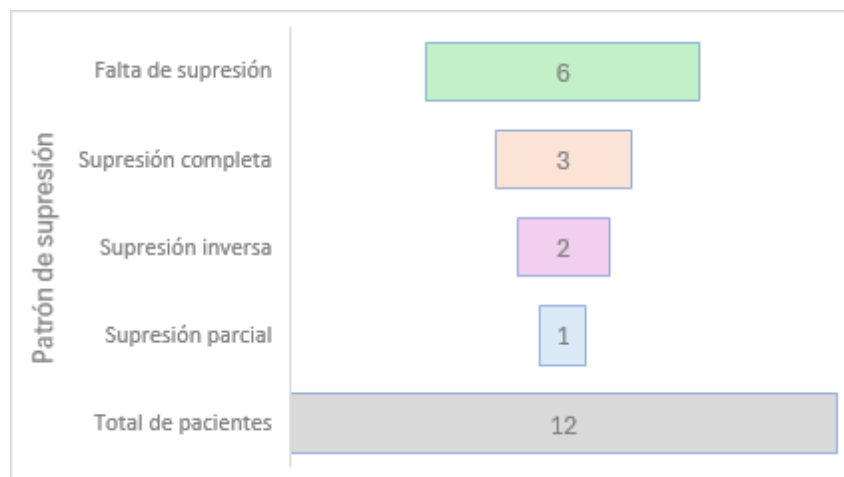 Patrón de supresión
Falta de supresión
6
Supresión completa
3
Supresión inversa
2
Supresión parcial
1
Total de pacientes
12